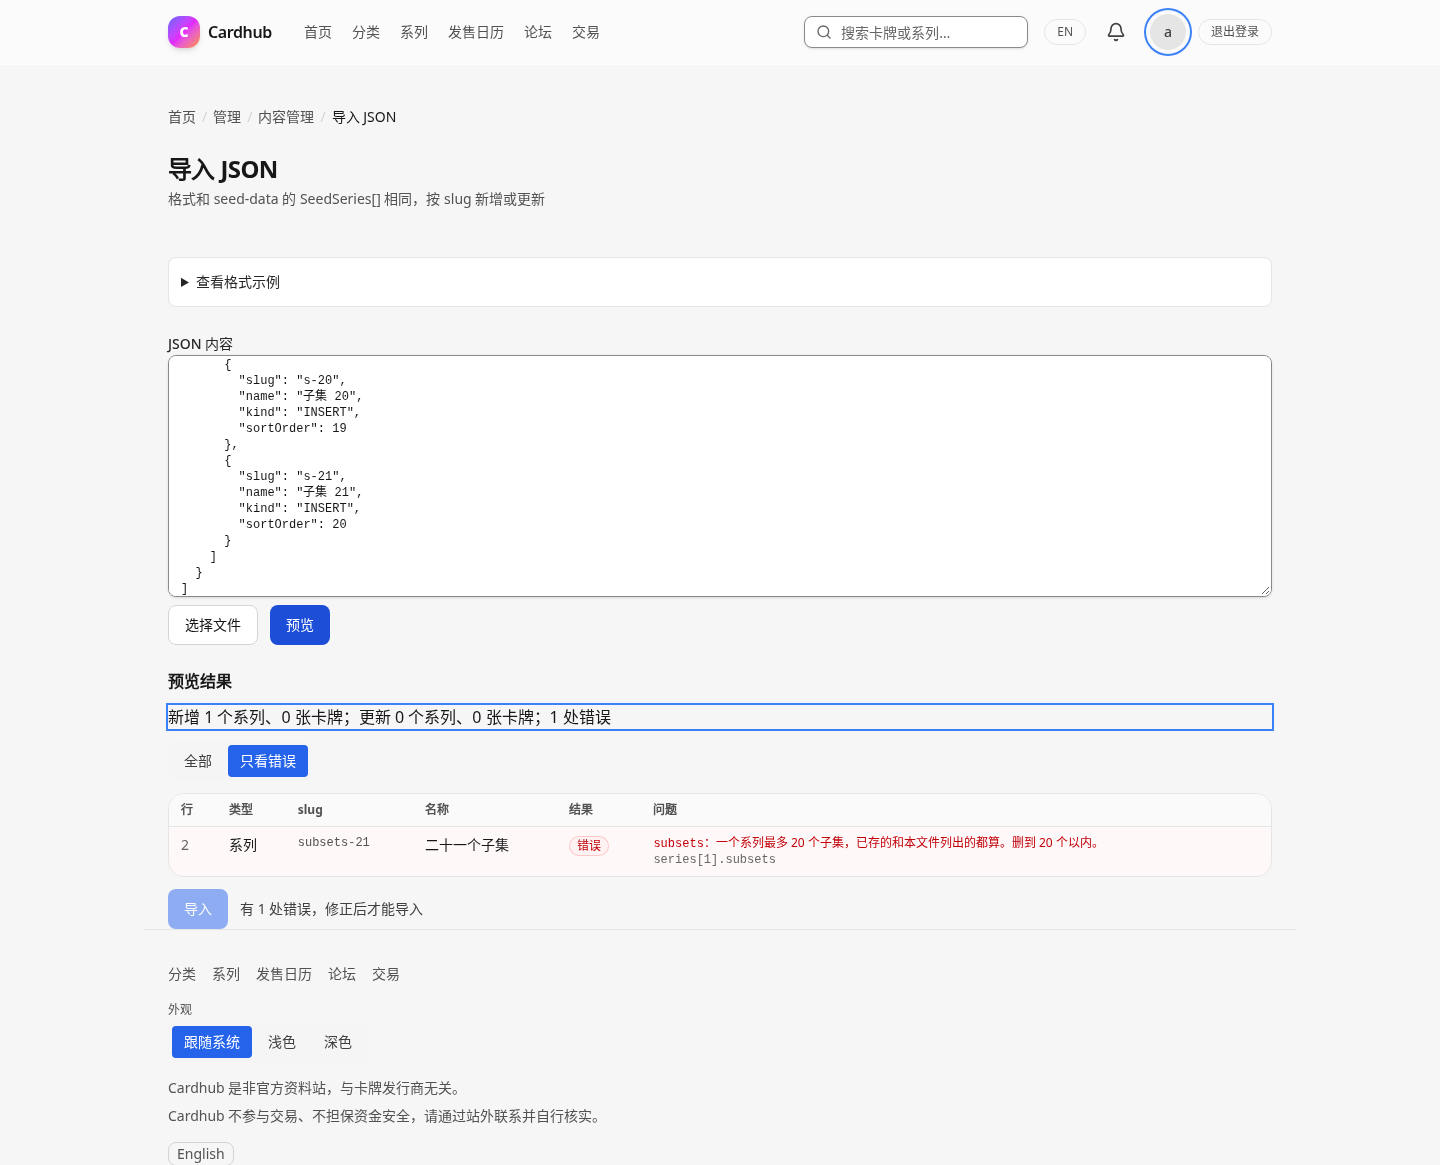 C Cardhub 首页 分类 系列 发售日历 论坛 交易 搜索卡牌或系列... EN a 退出登录
首页 / 管理 / 内容管理 / 导入 JSON
导入 JSON
格式和 seed-data 的 SeedSeries[] 相同，按 slug 新增或更新
查看格式示例
JSON 内容
{
"slug": "s-20",
"name": "子集 20",
"kind": "INSERT",
"sortOrder": 19
},
{
"slug": "s-21",
"name": "子集 21",
"kind": "INSERT",
"sortOrder": 20
}
]
}
]
选择文件 预览
预览结果
新增 1 个系列、0 张卡牌；更新 0 个系列、0 张卡牌；1 处错误
全部 只看错误
行 类型 slug 名称 结果 问题
2 系列 subsets-21 二十一个子集 错误 subsets：一个系列最多 20 个子集，已存的和本文件列出的都算。删到 20 个以内。
series[1].subsets
导入 有 1 处错误，修正后才能导入
分类 系列 发售日历 论坛 交易
外观
跟随系统 浅色 深色
Cardhub 是非官方资料站，与卡牌发行商无关。
Cardhub 不参与交易、不担保资金安全，请通过站外联系并自行核实。
English